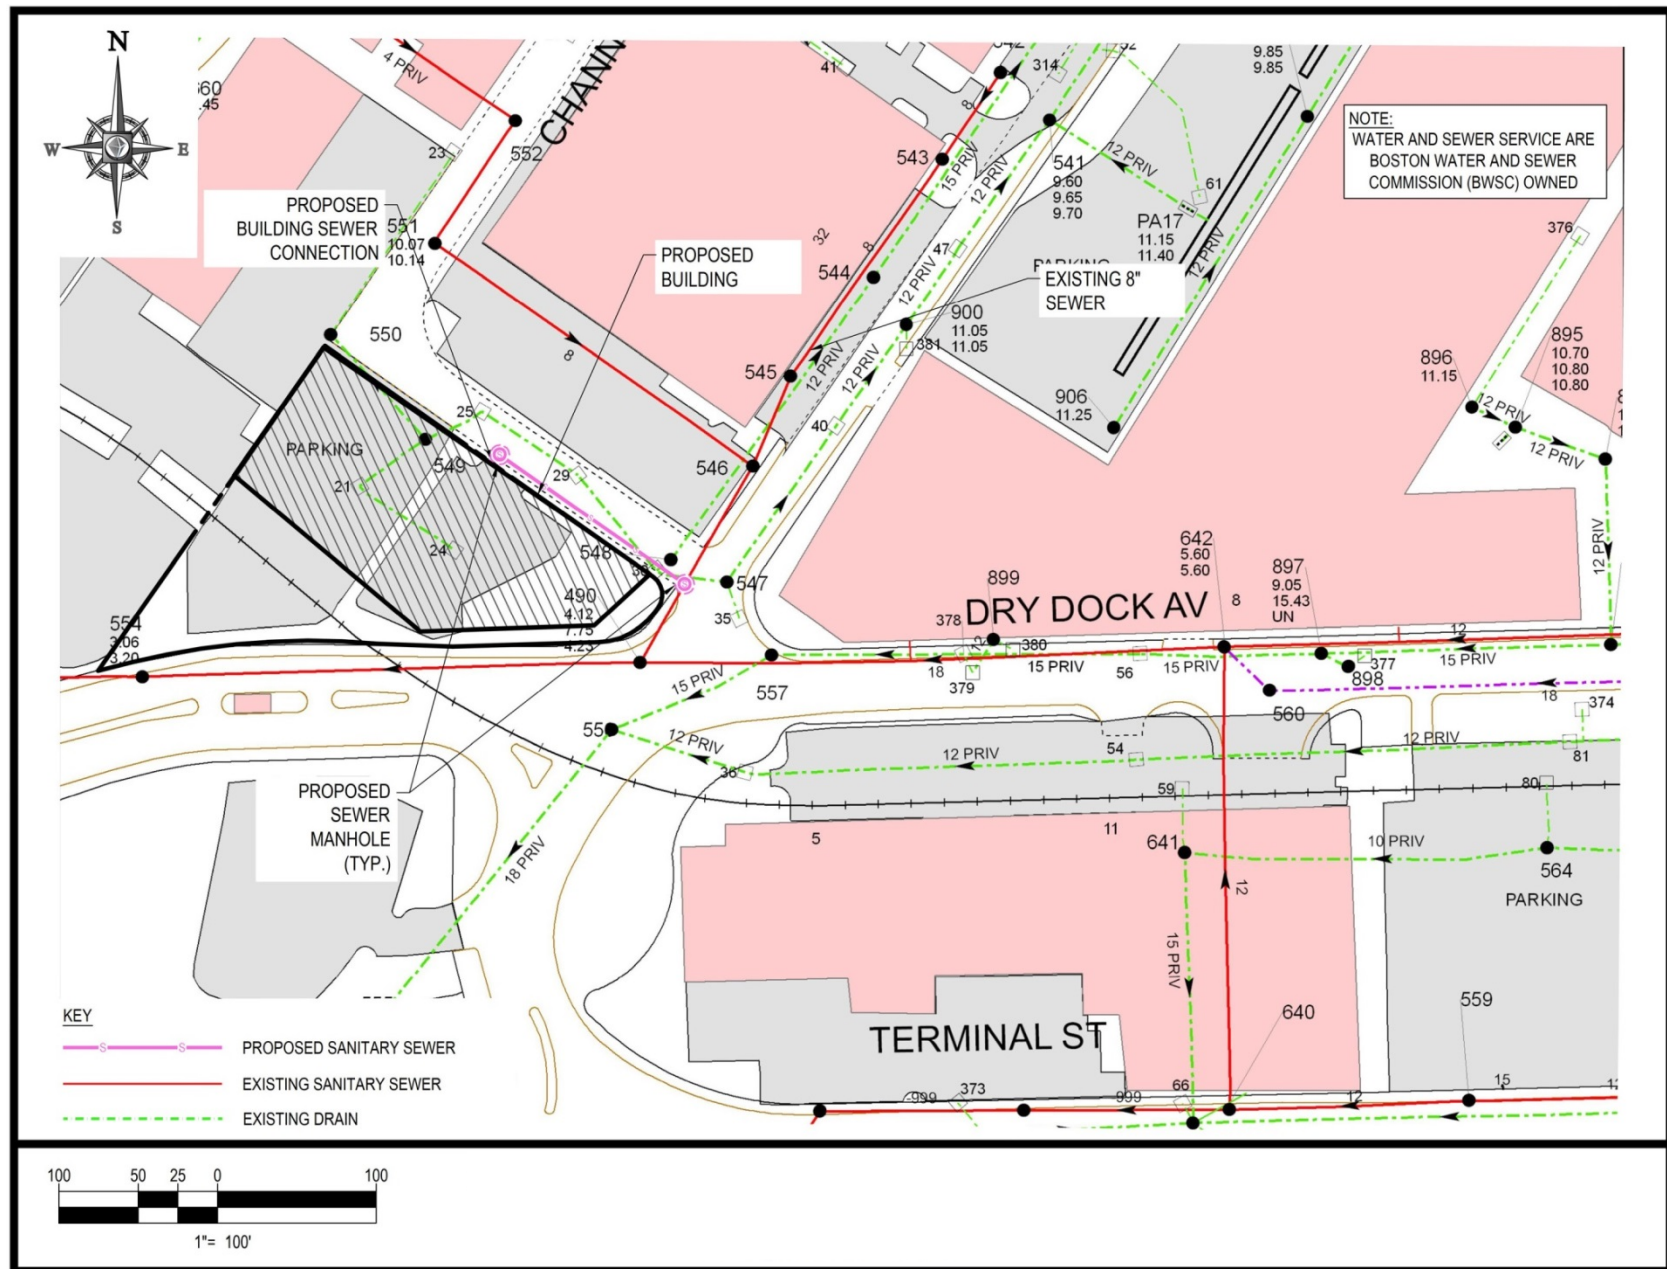 N
W
E
S
4 PRIV
CHANN
41
314
9.85
9.85
NOTE:
WATER AND SEWER SERVICE ARE
BOSTON WATER AND SEWER
COMMISSION (BWSC) OWNED
.45
23
552
8
543
15 PRIV
12 PRIV
541
9.60
9.65
9.70
12 PRIV
61
PROPOSED
BUILDING SEWER
CONNECTION
551
10.07
10.14
PROPOSED
BUILDING
32
8
544
47
12 PRIV
PA17
11.15
11.40
PARKING
12 PRIV
EXISTING 8"
SEWER
376
550
8
545
12 PRIV
12 PRIV
900
11.05
11.05
381
896
11.15
895
10.70
10.80
10.80
906
11.25
12 PRIV
12 PRIV
25
40
PARKING
549
546
29
21
24
548
547
35
490
4.12
7.75
4.23
642
5.60
5.60
897
9.05
15.43
UN
12 PRIV
899
DRY DOCK AV
8
378
12
380
12
554
3.06
3.20
18
379
15 PRIV
56
15 PRIV
377
898
15 PRIV
15 PRIV
557
560
18
374
55
12 PRIV
36
12 PRIV
54
12 PRIV
81
59
80
PROPOSED
SEWER
MANHOLE
(TYP.)
18 PRIV
5
11
641
10 PRIV
564
12
PARKING
15 PRIV
KEY
PROPOSED SANITARY SEWER
EXISTING SANITARY SEWER
EXISTING DRAIN
TERMINAL ST
640
559
999
373
999
66
12
15
100
50
25
0
100
1"= 100'